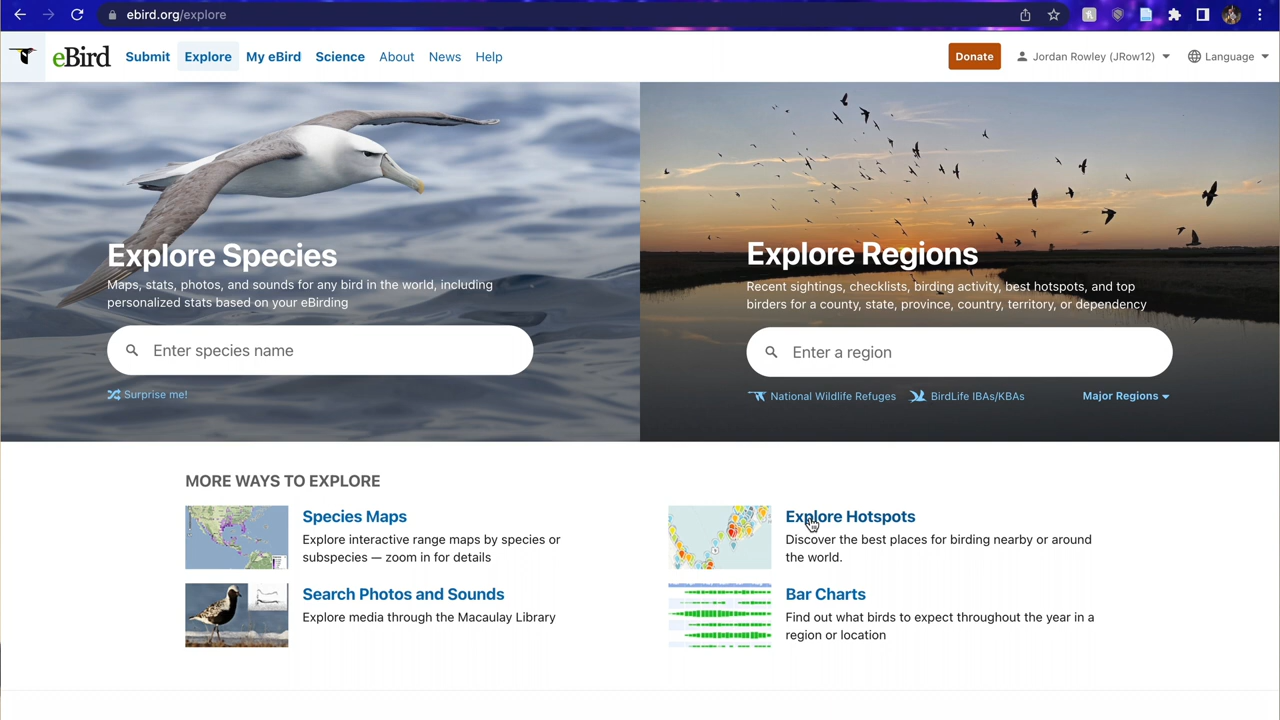 ebird.org/explore
eBird Submit Explore My eBird Science About News Help Donate Jordan Rowley (JRow12) Language
Explore Species
Maps, stats, photos, and sounds for any bird in the world, including
personalized stats based on your eBirding
Enter species name
Surprise me!
Explore Regions
Recent sightings, checklists, birding activity, best hotspots, and top
birders for a county, state, province, country, territory, or dependency
Enter a region
National Wildlife Refuges BirdLife IBAs/KBAs Major Regions
MORE WAYS TO EXPLORE
Species Maps
Explore interactive range maps by species or
subspecies — zoom in for details
Explore Hotspots
Discover the best places for birding nearby or around
the world.
Search Photos and Sounds
Explore media through the Macaulay Library
Bar Charts
Find out what birds to expect throughout the year in a
region or location